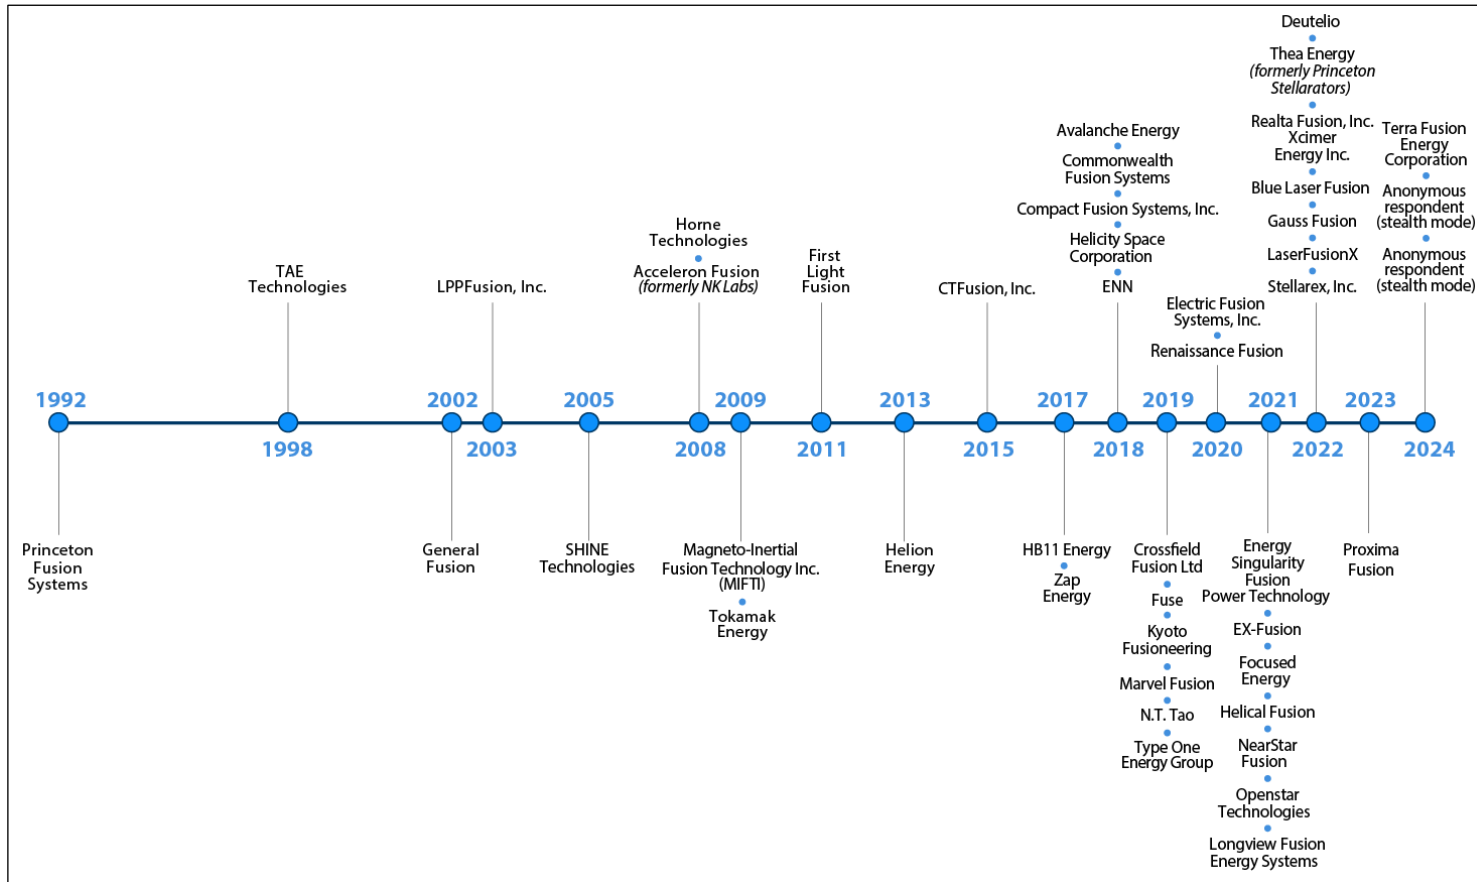 Deutelio
Thea Energy
(formerly Princeton
Stellarators)
Realta Fusion, Inc.
Xcimer
Energy Inc.
Blue Laser Fusion
Gauss Fusion
LaserFusionX
Stellarex, Inc.
Terra Fusion
Energy
Corporation
Anonymous
respondent
(stealth mode)
Anonymous
respondent
(stealth mode)
Avalanche Energy
Commonwealth
Fusion Systems
Compact Fusion Systems, Inc.
Helicity Space
Corporation
ENN
Horne
Technologies
Acceleron Fusion
(formerly NK Labs)
First
Light
Fusion
TAE
Technologies
LPPFusion, Inc.
CTFusion, Inc.
Electric Fusion
Systems, Inc.
Renaissance Fusion
1992
2002
2005
2009
2013
2017
2019
2021
2023
1998
2003
2008
2011
2015
2018
2020
2022
2024
Princeton
Fusion
Systems
General
Fusion
SHINE
Technologies
Magneto-Inertial
Fusion Technology Inc.
(MIFTI)
Tokamak
Energy
Helion
Energy
HB11 Energy
Zap
Energy
Crossfield
Fusion Ltd
Fuse
Kyoto
Fusioneering
Marvel Fusion
N.T. Tao
Type One
Energy Group
Energy
Singularity
Fusion
Power Technology
EX-Fusion
Focused
Energy
Helical Fusion
NearStar
Fusion
Openstar
Technologies
Longview Fusion
Energy Systems
Proxima
Fusion